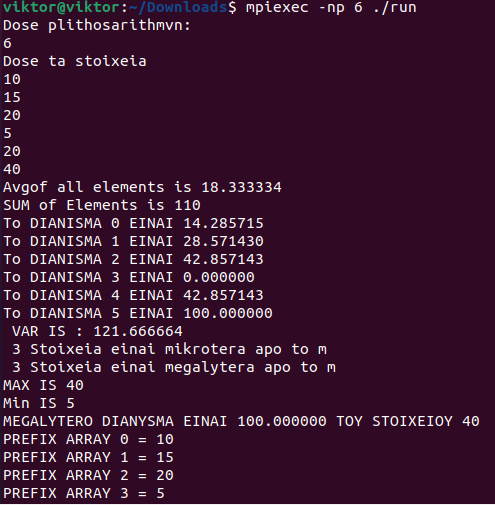 viktor@viktor:~/Downloads$ mpiexec -np 6 ./run
Dose plithosarithmvn:
6
Dose ta stoixeia
10
15
20
5
20
40
Avgof all elements is 18.333334
SUM of Elements is 110
To DIANISMA 0 EINAI 14.285715
To DIANISMA 1 EINAI 28.571430
To DIANISMA 2 EINAI 42.857143
To DIANISMA 3 EINAI 0.000000
To DIANISMA 4 EINAI 42.857143
To DIANISMA 5 EINAI 100.000000
VAR IS : 121.666664
3 Stoixeia einai mikrotera apo to m
3 Stoixeia einai megalytera apo to m
MAX IS 40
Min IS 5
MEGALYTERO DIANYSMA EINAI 100.000000 TOY STOIXEIOY 40
PREFIX ARRAY 0 = 10
PREFIX ARRAY 1 = 15
PREFIX ARRAY 2 = 20
PREFIX ARRAY 3 = 5